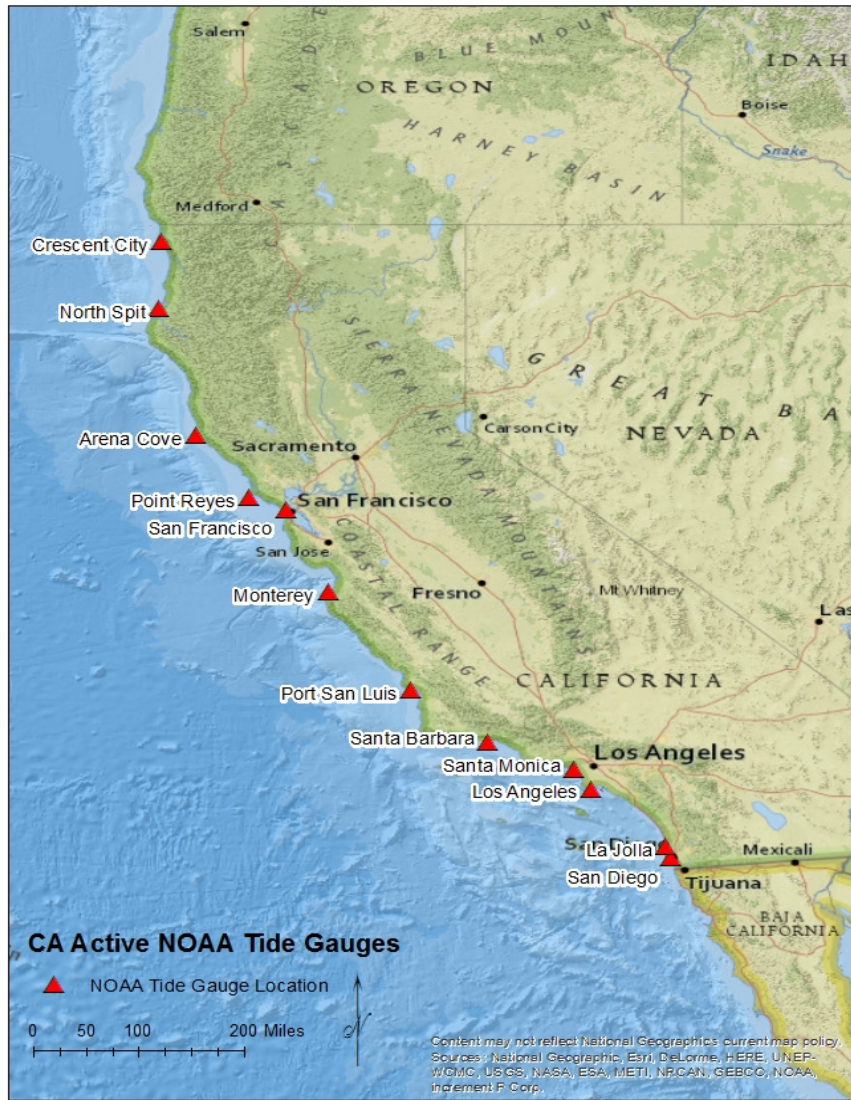 Salem
BLUE MOUN
IDAH
CASCADE
OREGON
Boise
HARNEY BASIN
Snake
Medford
Crescent City
North Spit
SIERRA NEVADA MOUNTAINS
GREAT BA
Arena Cove
Sacramento
Carson City
NEVADA
Point Reyes
San Francisco
San Francisco
San Jose
COASTAL RANGE
Monterey
Fresno
Mt Whitney
Las
Port San Luis
CALIFORNIA
Santa Barbara
Santa Monica
Los Angeles
Los Angeles
San Dieg
La Jolla
Mexicali
San Diego
Tijuana
BAJA
CALIFORNIA
CA Active NOAA Tide Gauges
NOAA Tide Gauge Location
0 50 100 200 Miles
N
Content may not reflect National Geographic's current map policy.
Sources: National Geographic, Esri, DeLorme, HERE, UNEP-
WCMC, USGS, NASA, ESA, METI, NRCAN, GEBCO, NOAA,
increment P Corp.